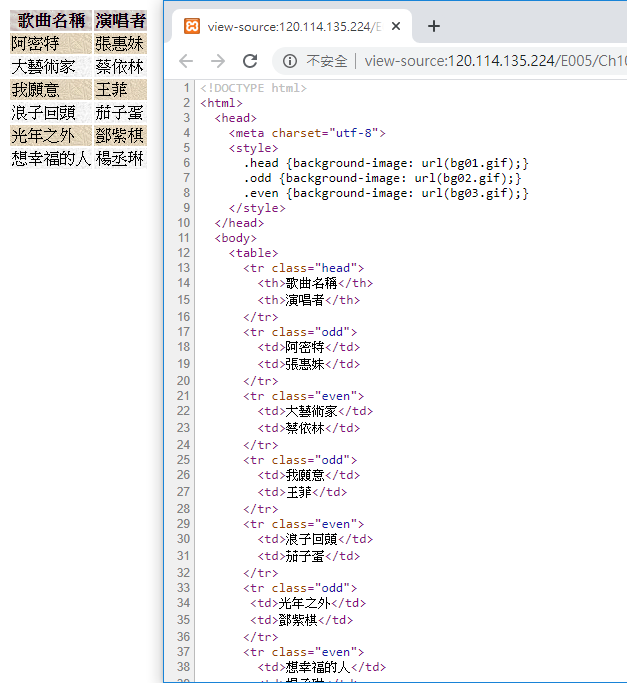 歌曲名稱 演唱者
阿密特 張惠妹
大藝術家 蔡依林
我願意 王菲
浪子回頭 茄子蛋
光年之外 鄧紫棋
想幸福的人 楊丞琳
view-source:120.114.135.224/E
不安全 | view-source:120.114.135.224/E005/Ch10
1 <!DOCTYPE html>
2 <html>
3 <head>
4 <meta charset="utf-8">
5 <style>
6 .head {background-image: url(bg01.gif);}
7 .odd {background-image: url(bg02.gif);}
8 .even {background-image: url(bg03.gif);}
9 </style>
10 </head>
11 <body>
12 <table>
13 <tr class="head">
14 <th>歌曲名稱</th>
15 <th>演唱者</th>
16 </tr>
17 <tr class="odd">
18 <td>阿密特</td>
19 <td>張惠妹</td>
20 </tr>
21 <tr class="even">
22 <td>大藝術家</td>
23 <td>蔡依林</td>
24 </tr>
25 <tr class="odd">
26 <td>我願意</td>
27 <td>王菲</td>
28 </tr>
29 <tr class="even">
30 <td>浪子回頭</td>
31 <td>茄子蛋</td>
32 </tr>
33 <tr class="odd">
34 <td>光年之外</td>
35 <td>鄧紫棋</td>
36 </tr>
37 <tr class="even">
38 <td>想幸福的人</td>